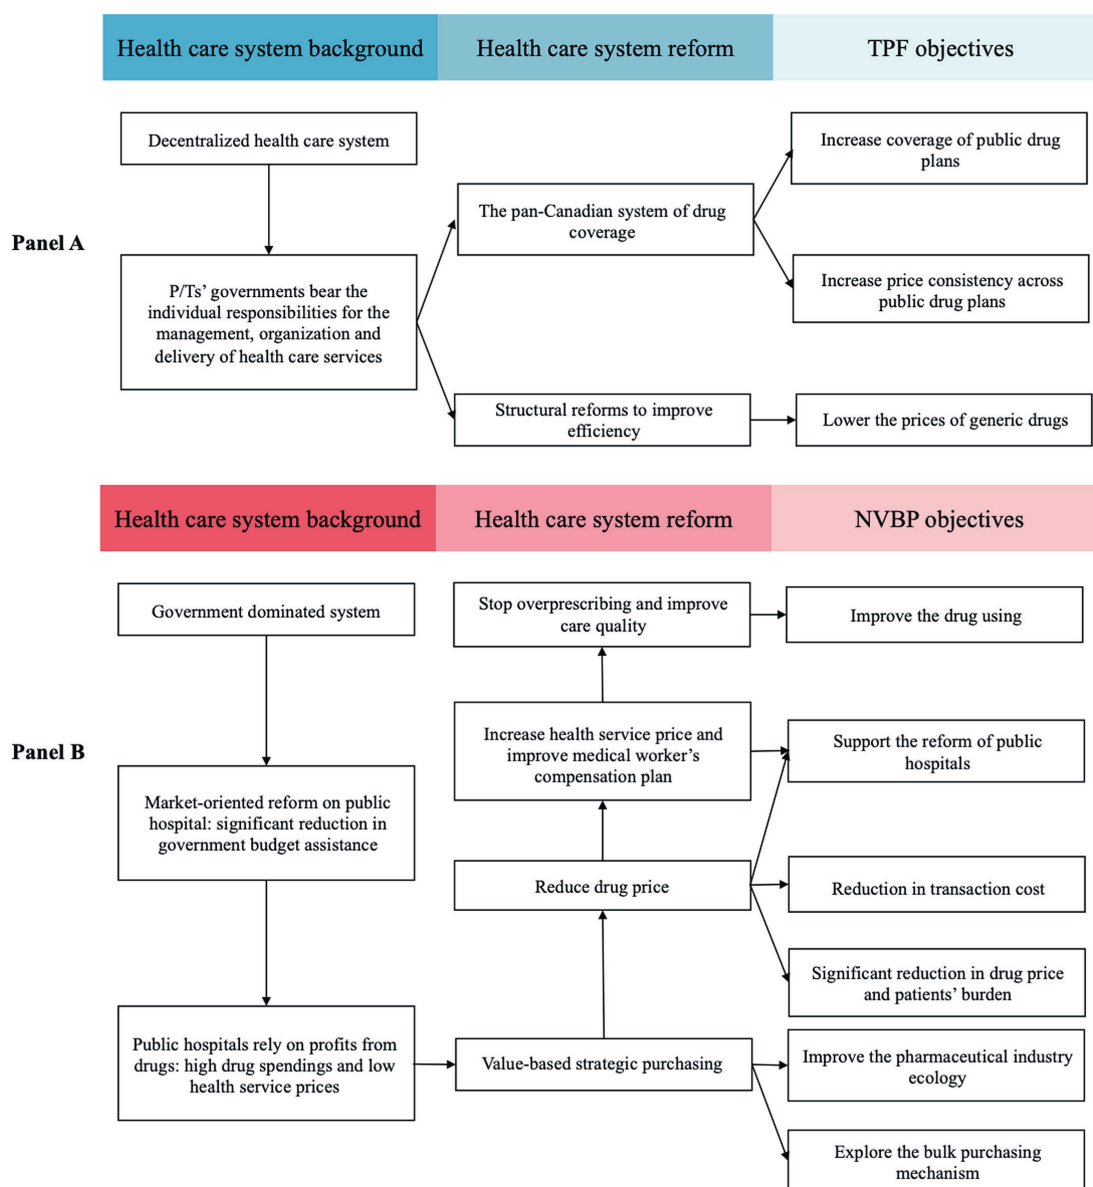 Health care system background
Health care system reform
TPF objectives
Panel A
Decentralized health care system
P/Ts’ governments bear the
individual responsibilities for the
management, organization and
delivery of health care services
The pan-Canadian system of drug
coverage
Structural reforms to improve
efficiency
Increase coverage of public drug
plans
Increase price consistency across
public drug plans
Lower the prices of generic drugs
Health care system background
Health care system reform
NVBP objectives
Panel B
Government dominated system
Market-oriented reform on public
hospital: significant reduction in
government budget assistance
Public hospitals rely on profits from
drugs: high drug spendings and low
health service prices
Stop overprescribing and improve
care quality
Increase health service price and
improve medical worker’s
compensation plan
Reduce drug price
Value-based strategic purchasing
Improve the drug using
Support the reform of public
hospitals
Reduction in transaction cost
Significant reduction in drug price
and patients’ burden
Improve the pharmaceutical industry
ecology
Explore the bulk purchasing
mechanism